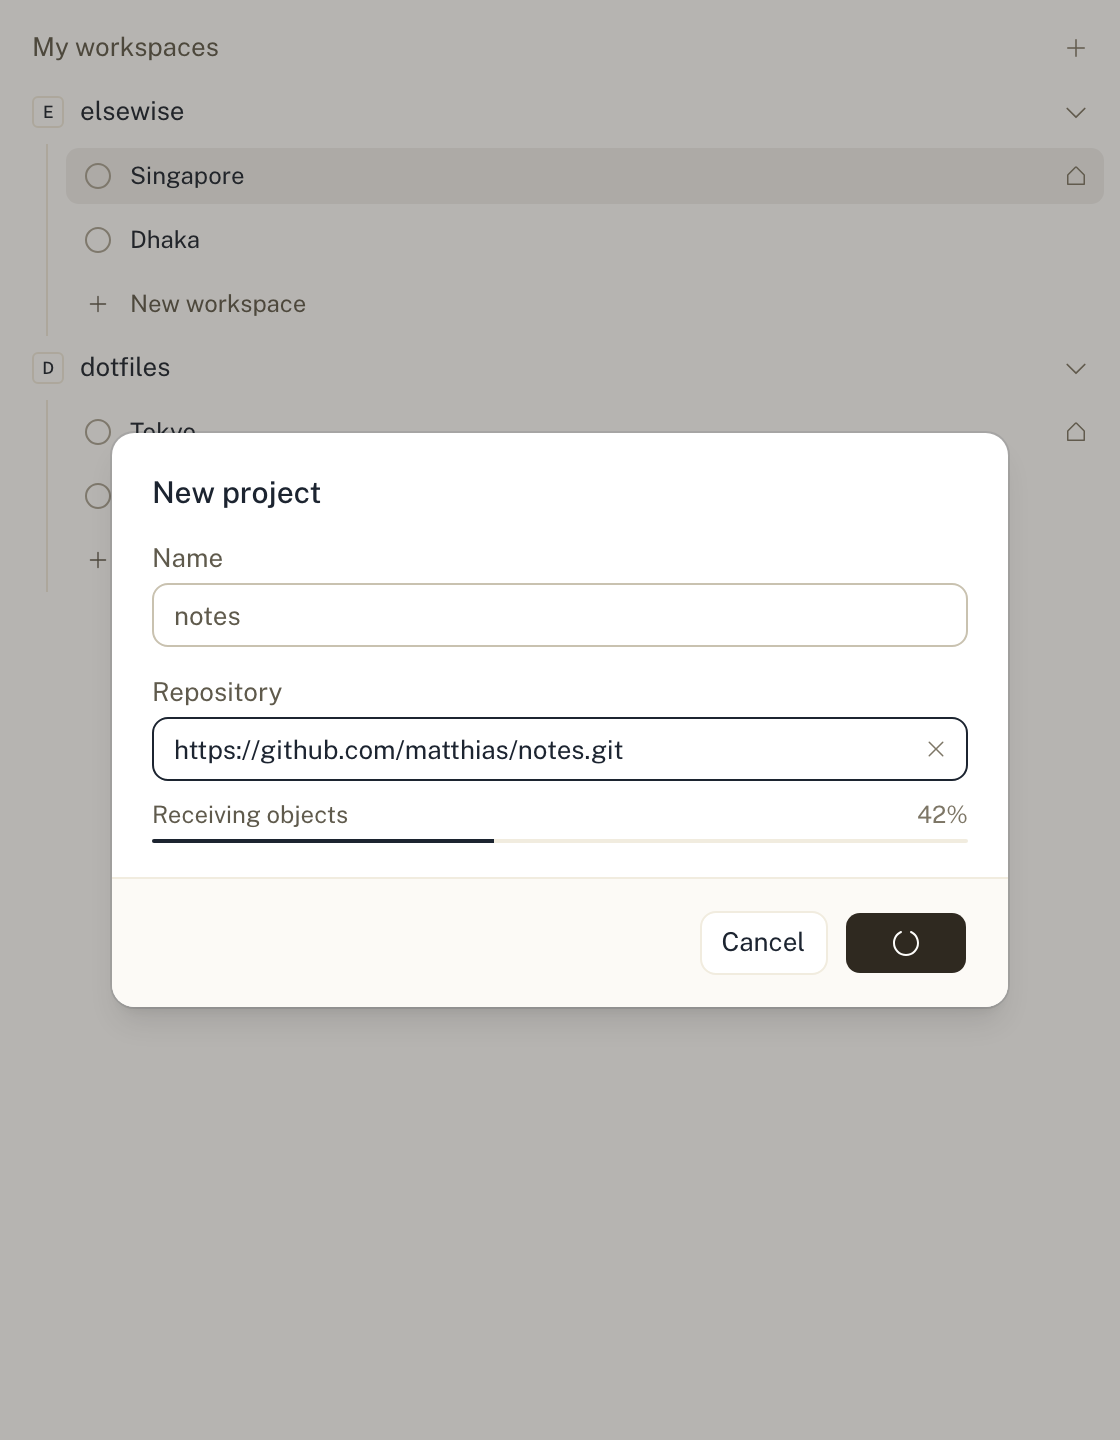 My workspaces
E elsewise
Singapore
Dhaka
New workspace
D dotfiles
Tokyo
New project
Name
notes
Repository
https://github.com/matthias/notes.git
Receiving objects 42%
Cancel